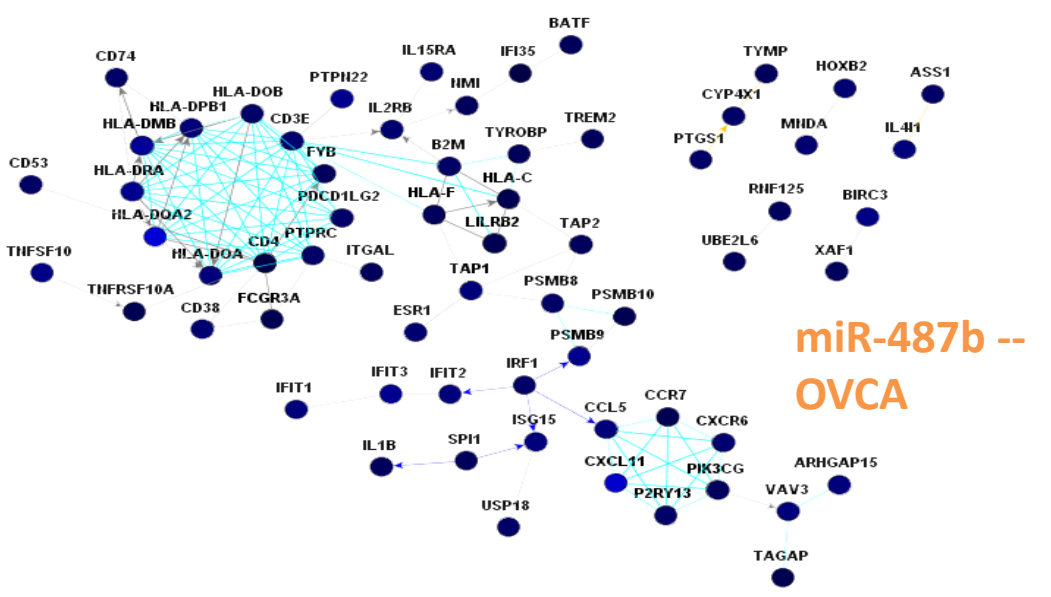 BATF
CD74
IL15RA
IFI35
TYMP
HOXB2
ASS1
PTPN22
NMI
HLA-DOB
CYP4X1
HLA-DPB1
IL2RB
CD3E
TREM2
HLA-DMB
MNDA
IL4I1
TYROBP
PTGS1
B2M
FYB
CD53
HLA-DRA
HLA-C
HLA-F
RNF125
BIRC3
PDCD1LG2
HLA-DQA2
LILRB2
TAP2
PTPRC
CD4
UBE2L6
XAF1
TNFSF10
HLA-DOA
ITGAL
TAP1
PSMB8
TNFRSF10A
PSMB10
FCGR3A
CD38
ESR1
PSMB9
miR-487b --
OVCA
IRF1
IFIT3
IFIT2
IFIT1
CCR7
CCL5
CXCR6
ISG15
IL1B
SPI1
CXCL11
PIK3CG
ARHGAP15
P2RY13
VAV3
USP18
TAGAP